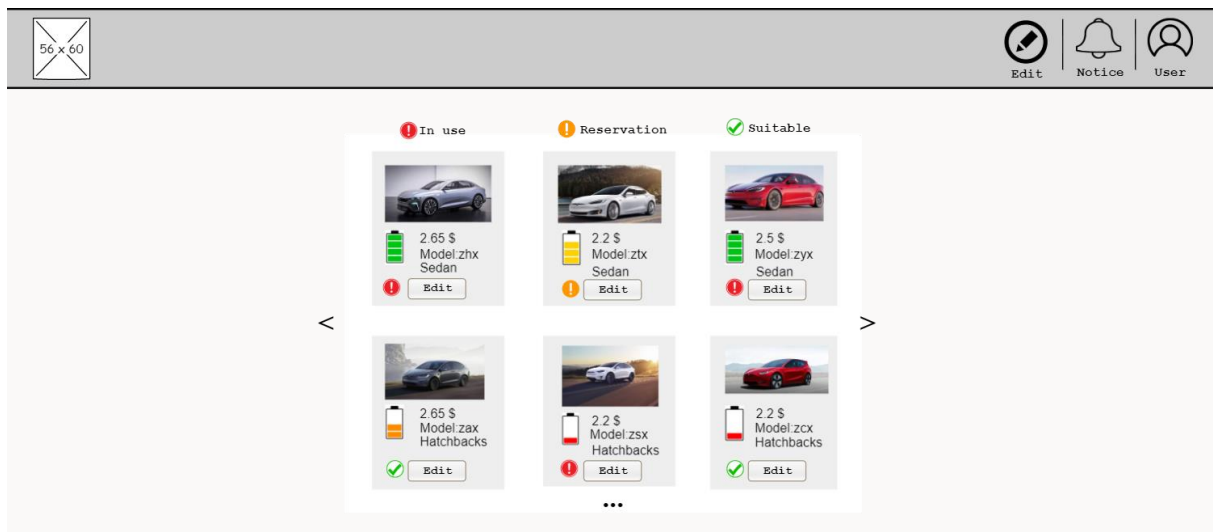 56 x 60
Edit
Notice
User
In use
Reservation
Suitable
2.65 $
Model:zhx
Sedan
Edit
2.2 $
Model:ztx
Sedan
Edit
2.5 $
Model:zyx
Sedan
Edit
<
>
2.65 $
Model:zax
Hatchbacks
Edit
2.2 $
Model:zsx
Hatchbacks
Edit
2.2 $
Model:zcx
Hatchbacks
Edit
...